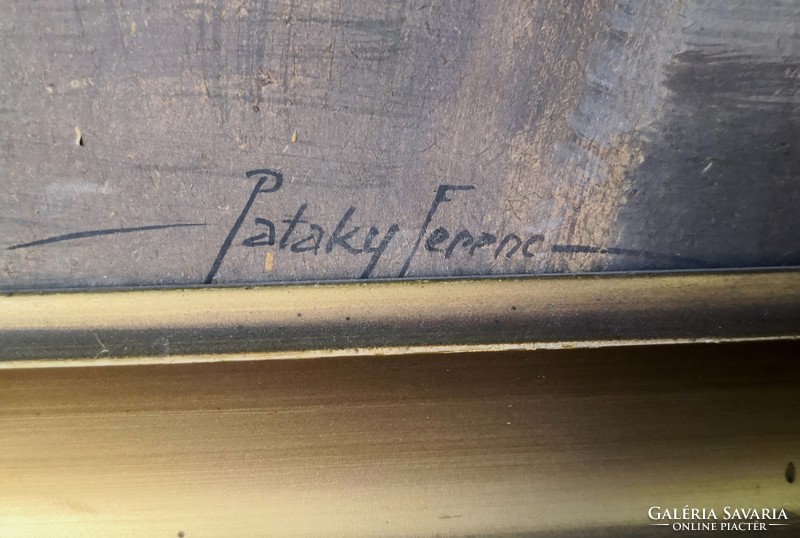 Pataky Ferenc
GALÉRIA SAVARIA
ONLINE PIACTÉR